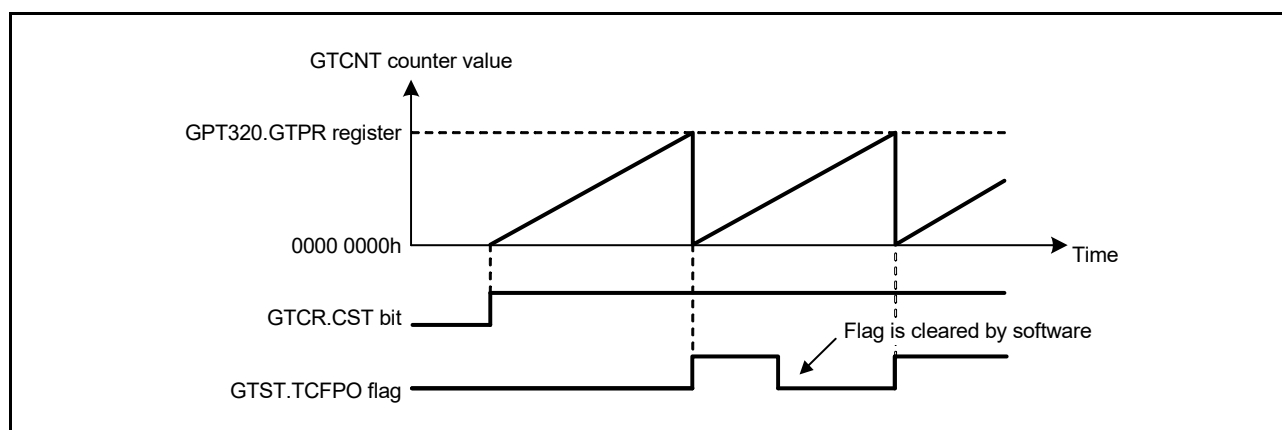 GTCNT counter value
GPT320.GTPR register
0000 0000h
Time
GTCR.CST bit
Flag is cleared by software
GTST.TCFPO flag